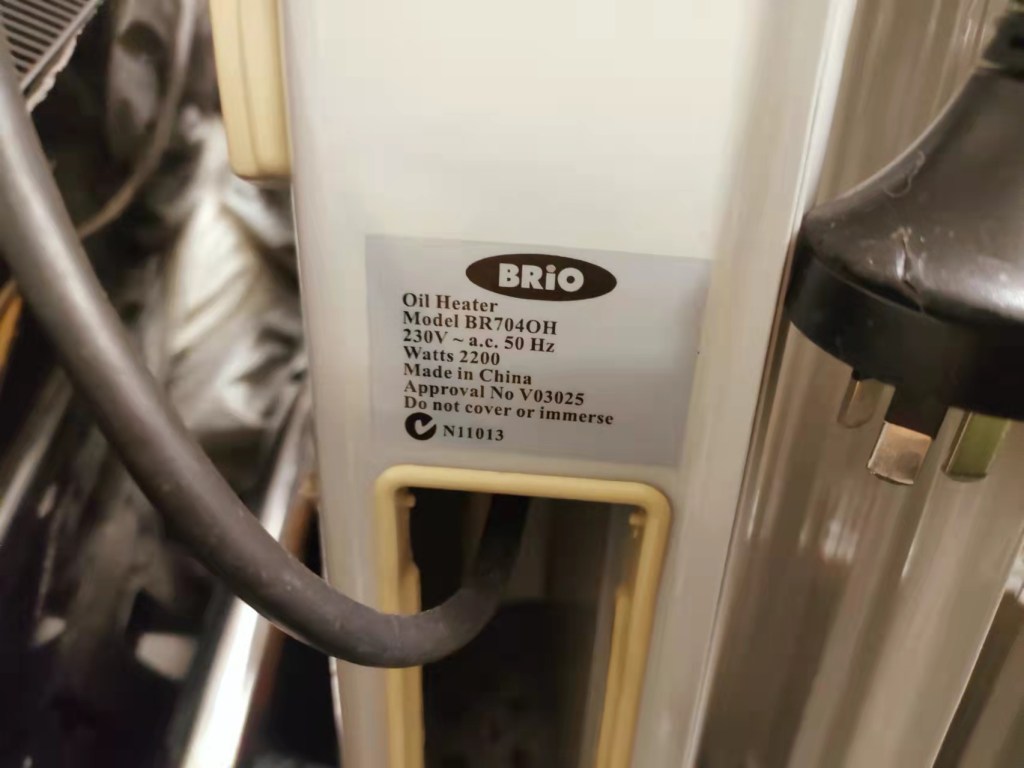 BRiO
Oil Heater
Model BR704OH
230V ~ a.c. 50 Hz
Watts 2200
Made in China
Approval No V03025
Do not cover or immerse
N11013